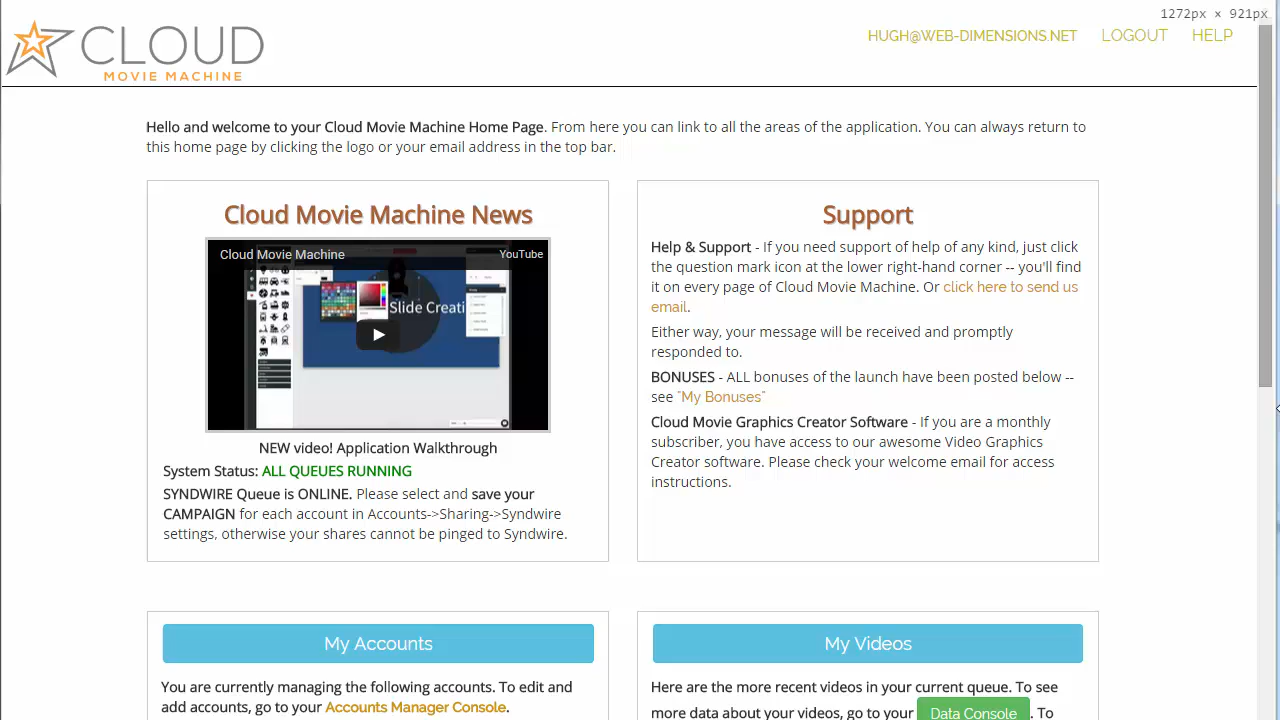 1272px × 921px
CLOUD
MOVIE MACHINE
HUGH@WEB-DIMENSIONS.NET LOGOUT HELP
Hello and welcome to your Cloud Movie Machine Home Page. From here you can link to all the areas of the application. You can always return to
this home page by clicking the logo or your email address in the top bar.
Cloud Movie Machine News
Cloud Movie Machine YouTube
Slide Creati
NEW video! Application Walkthrough
System Status: ALL QUEUES RUNNING
SYNDWIRE Queue is ONLINE. Please select and save your
CAMPAIGN for each account in Accounts->Sharing->Syndwire
settings, otherwise your shares cannot be pinged to Syndwire.
Support
Help & Support - If you need support of help of any kind, just click
the question mark icon at the lower right-hand corner -- you'll find
it on every page of Cloud Movie Machine. Or click here to send us
email.
Either way, your message will be received and promptly
responded to.
BONUSES - ALL bonuses of the launch have been posted below --
see "My Bonuses"
Cloud Movie Graphics Creator Software - If you are a monthly
subscriber, you have access to our awesome Video Graphics
Creator software. Please check your welcome email for access
instructions.
My Accounts
You are currently managing the following accounts. To edit and
add accounts, go to your Accounts Manager Console.
My Videos
Here are the more recent videos in your current queue. To see
more data about your videos, go to your Data Console . To